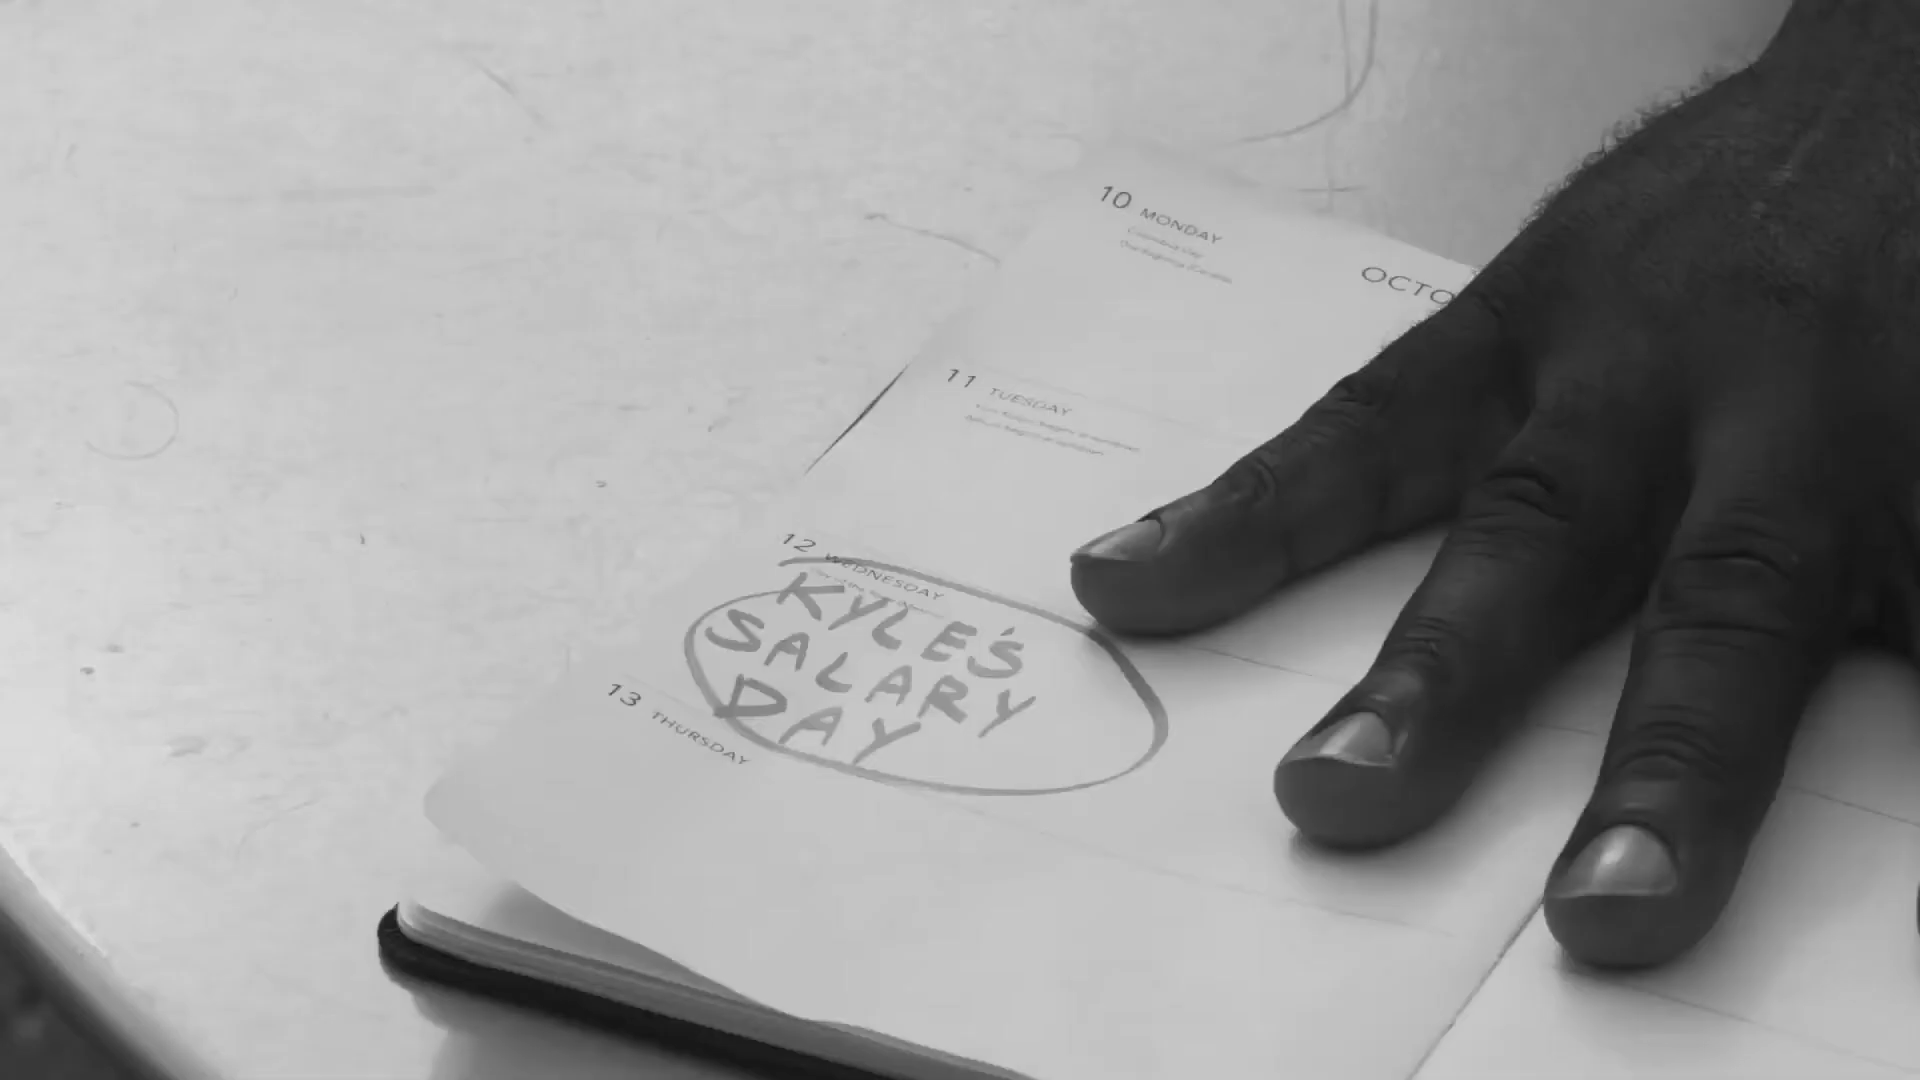 10 MONDAY
OCTO
11 TUESDAY
12 WEDNESDAY
KYLE'S
SALARY
DAY
13 THURSDAY